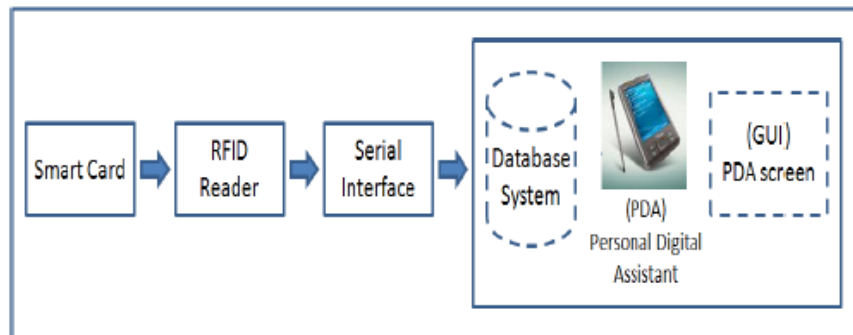 Smart Card
RFID
Reader
Serial
Interface
Database
System
(PDA)
Personal Digital
Assistant
(GUI)
PDA screen